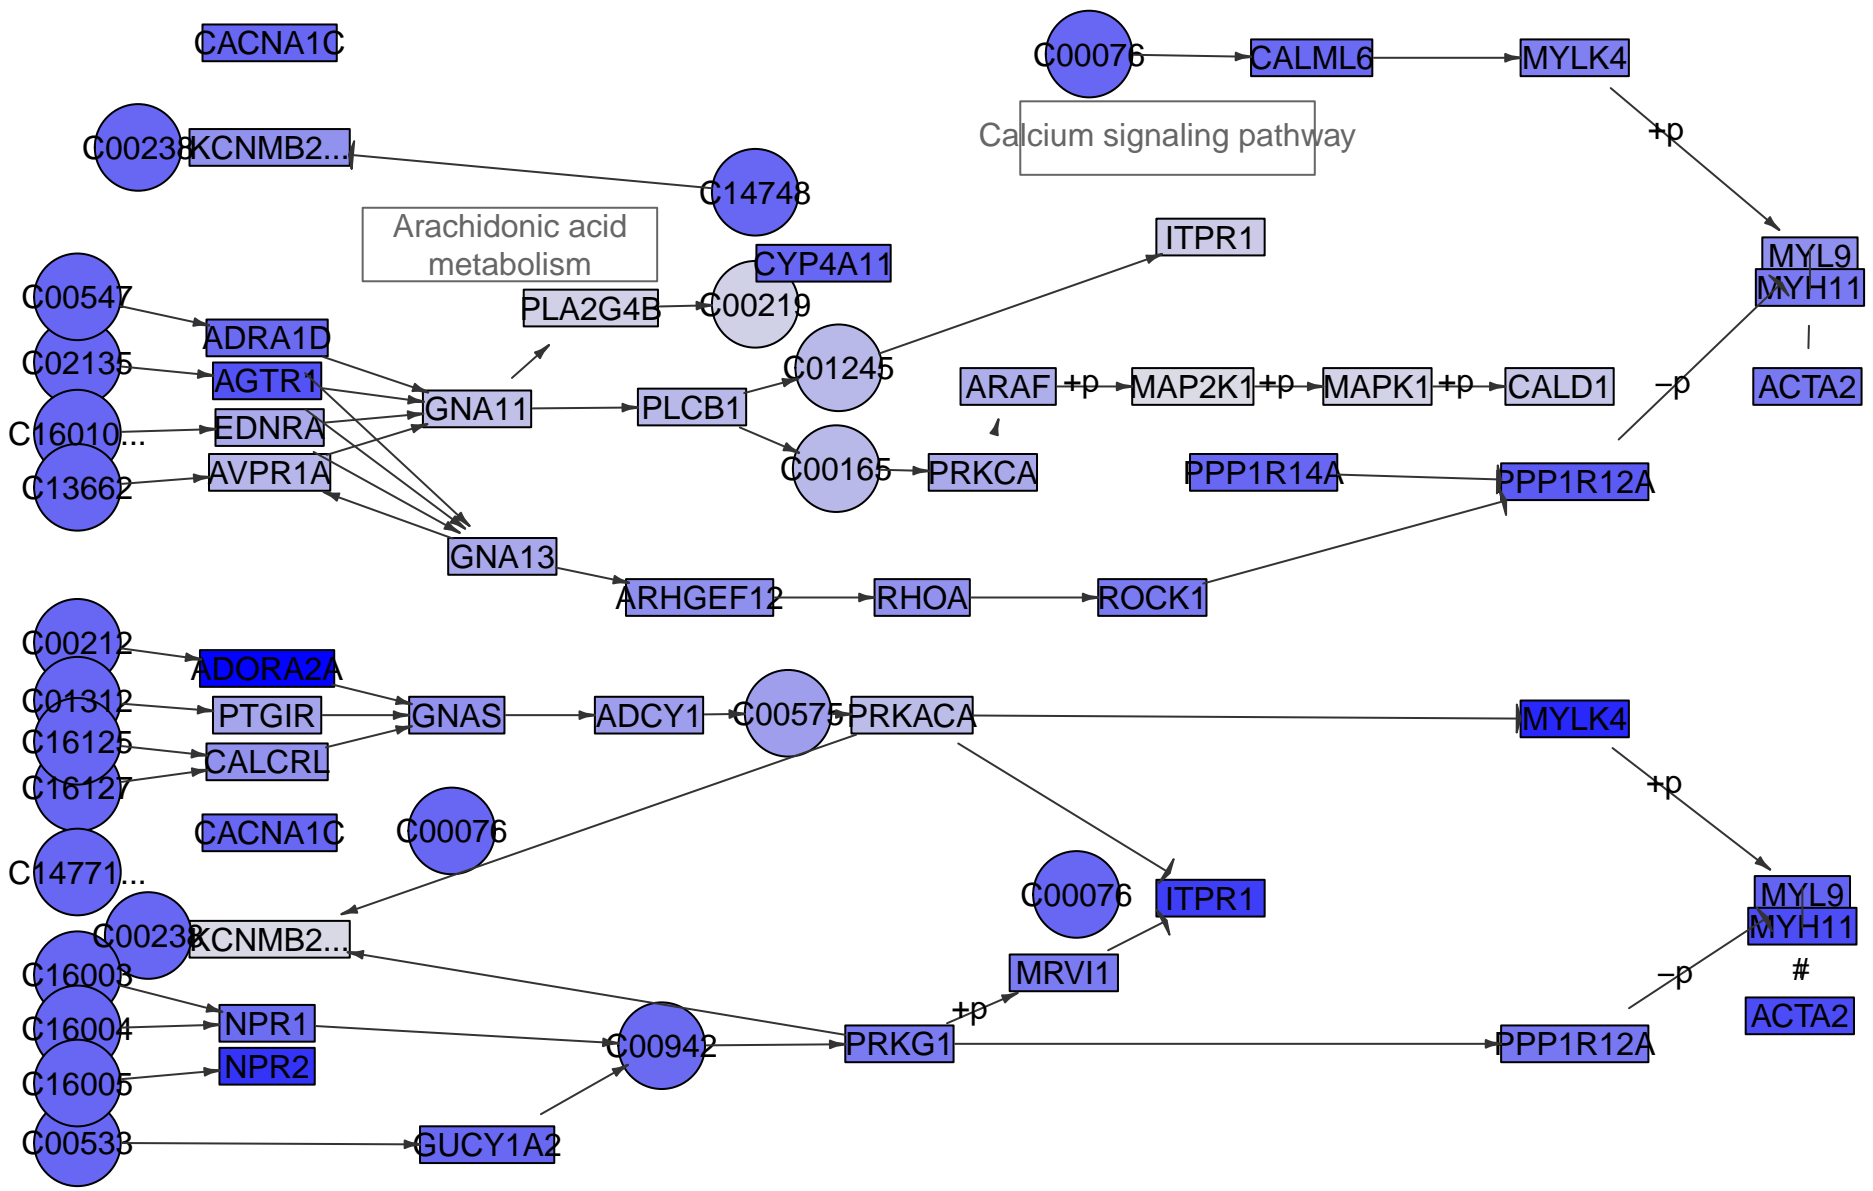 CACNA1C
C00076
CALML6
MYLK4
C00238
KCNMB2...
Calcium signaling pathway
+p
C14748
Arachidonic acid
metabolism
ITPR1
CYP4A11
MYL9
MYH11
C00547
PLA2G4B
C00219
ADRA1D
C02135
C01245
AGTR1
ARAF
+p
MAP2K1
+p
MAPK1
+p
CALD1
−p
ACTA2
GNA11
PLCB1
C16010...
EDNRA
C13662
AVPR1A
C00165
PRKCA
PPP1R14A
PPP1R12A
GNA13
ARHGEF12
RHOA
ROCK1
C00212
ADORA2A
C01312
PTGIR
GNAS
ADCY1
C00575
PRKACA
MYLK4
C16125
CALCRL
C16127
+p
CACNA1C
C00076
C14771...
C00076
ITPR1
MYL9
MYH11
C00238
KCNMB2...
C16003
MRVI1
−p
#
+p
ACTA2
C16004
NPR1
C00942
PRKG1
PPP1R12A
NPR2
C16005
C00533
GUCY1A2